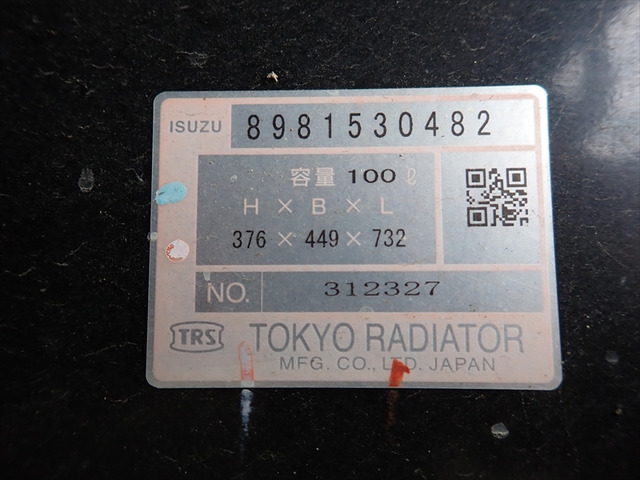 ISUZU 8981530482
容量 100 ℓ
H × B × L
376 × 449 × 732
NO. 312327
TRS TOKYO RADIATOR
MFG. CO., LTD. JAPAN